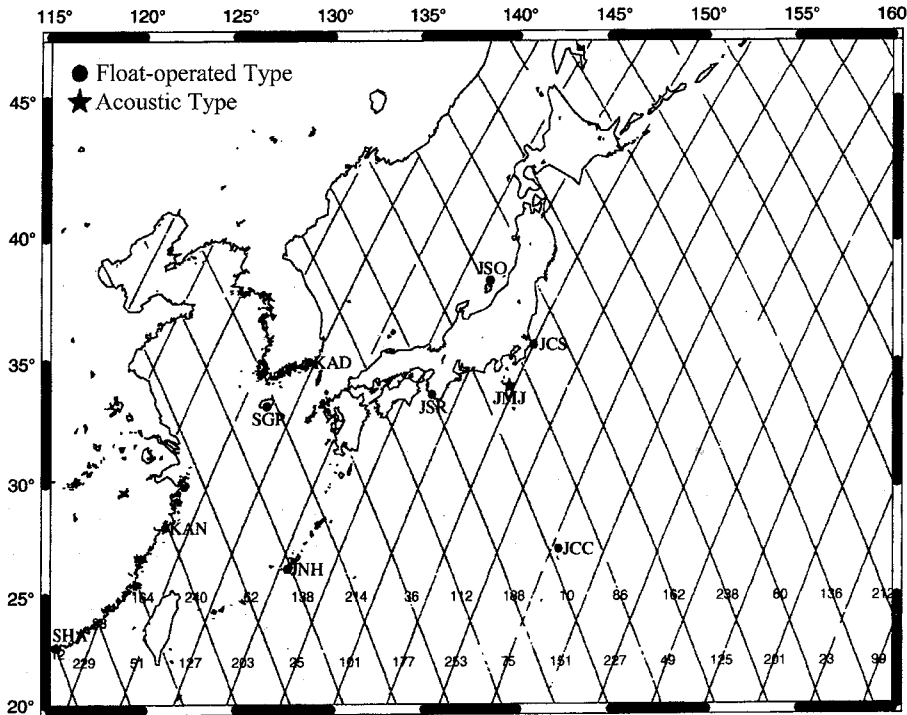 115° 120° 125° 130° 135° 140° 145° 150° 155° 160°
Float-operated Type
Acoustic Type
45°
40°
JSO
JCS
35°
KAD
JMJ
JSR
SGP
30°
KAN
JCC
JNH
164 240 62 138 214 36 112 188 10 86 162 238 60 136 212
25°
SHA
12 229 51 127 203 25 101 177 253 75 151 227 49 125 201 23 99
20°